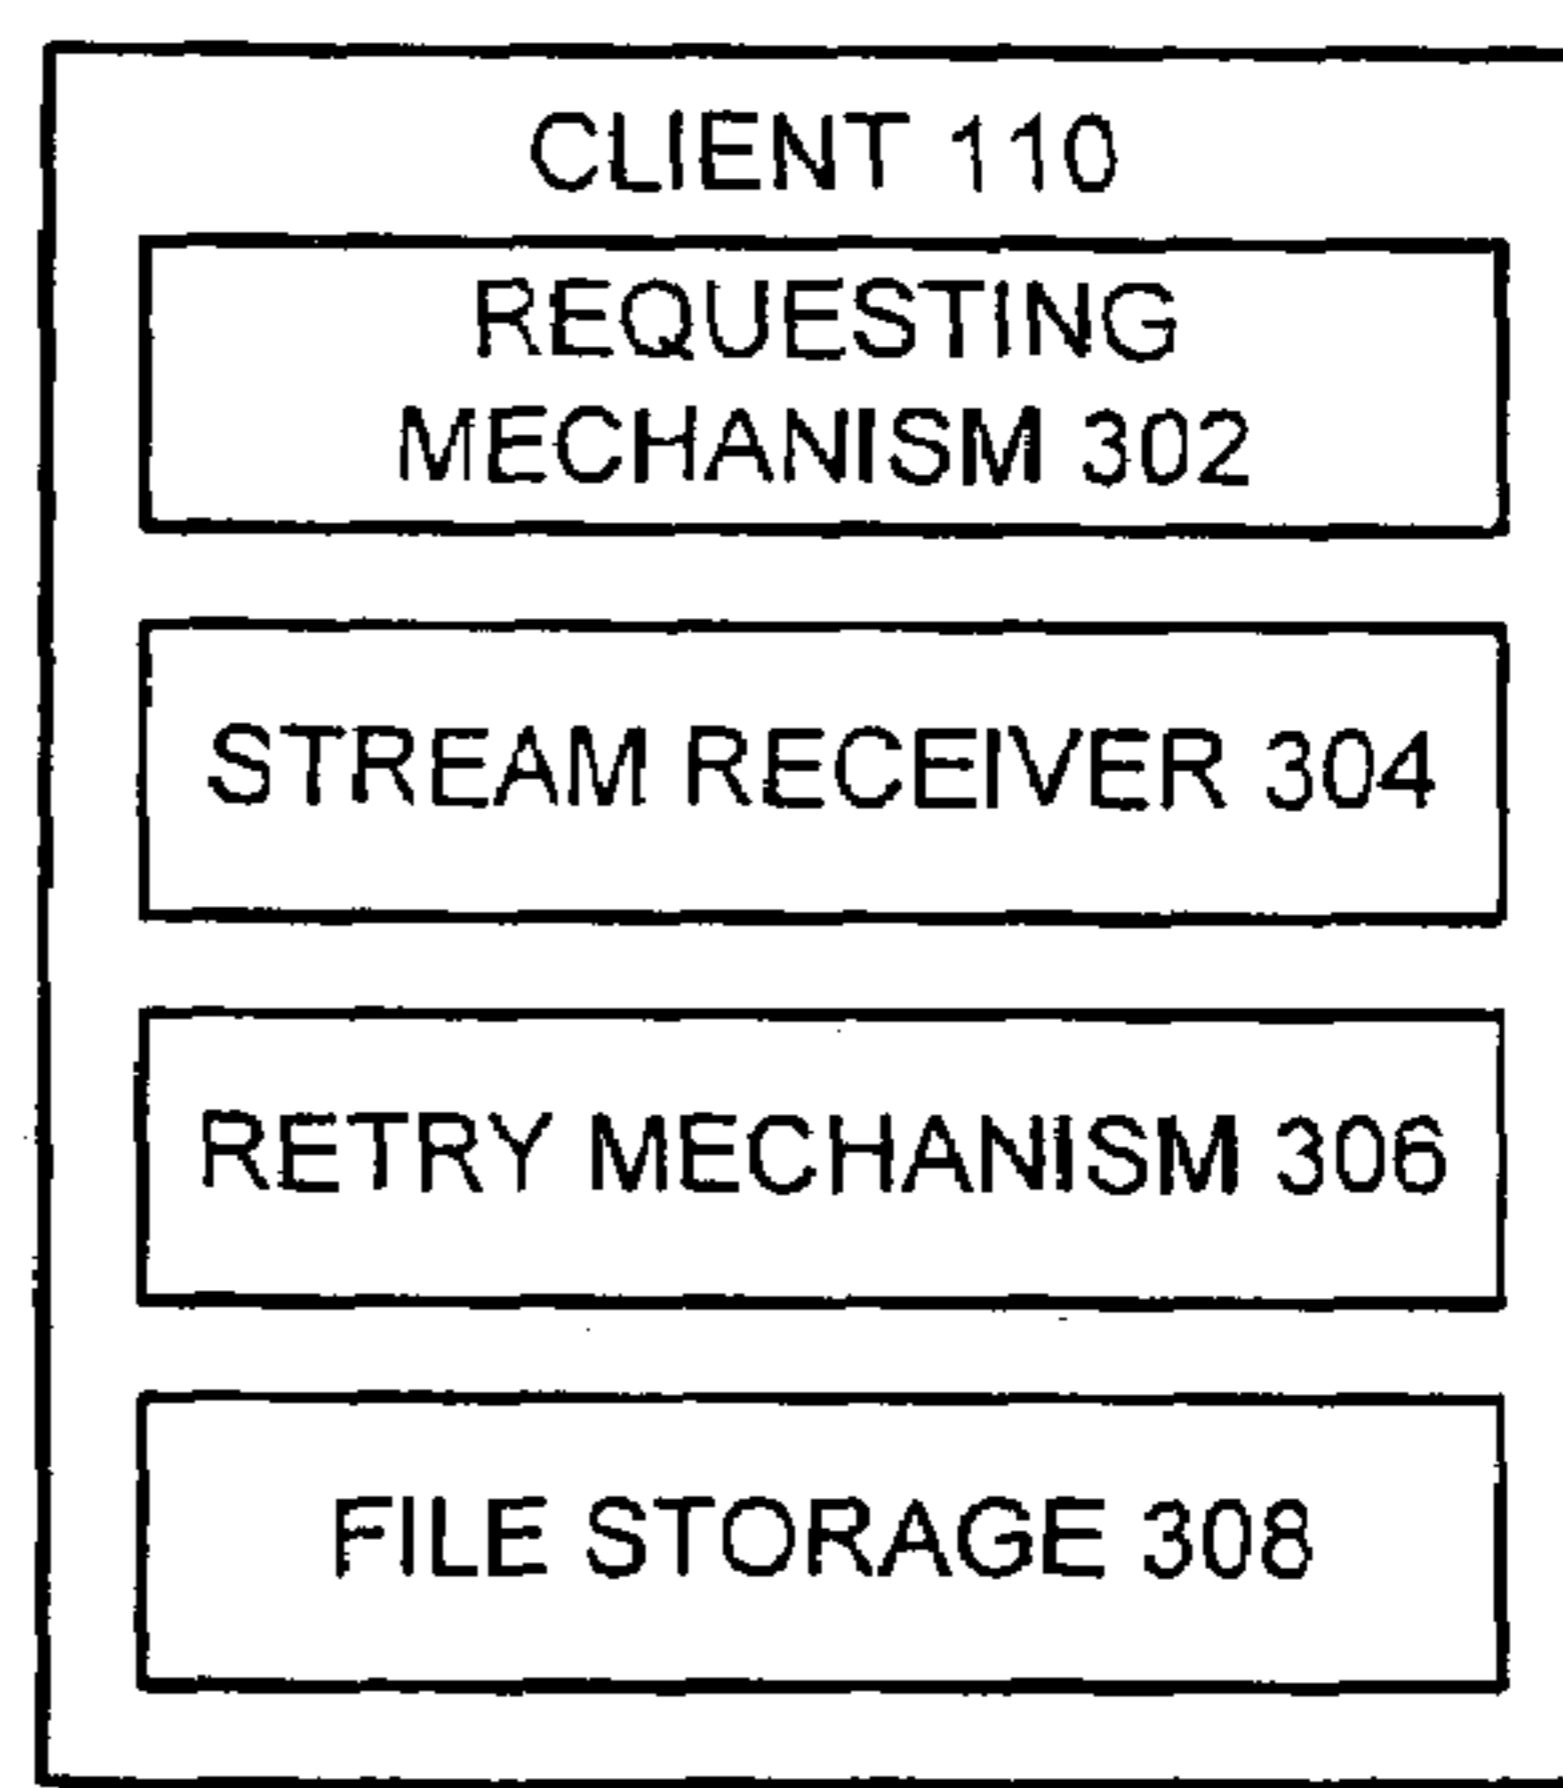 CLIENT 110
REQUESTING
MECHANISM 302
STREAM RECEIVER 304
RETRY MECHANISM 306
FILE STORAGE 308